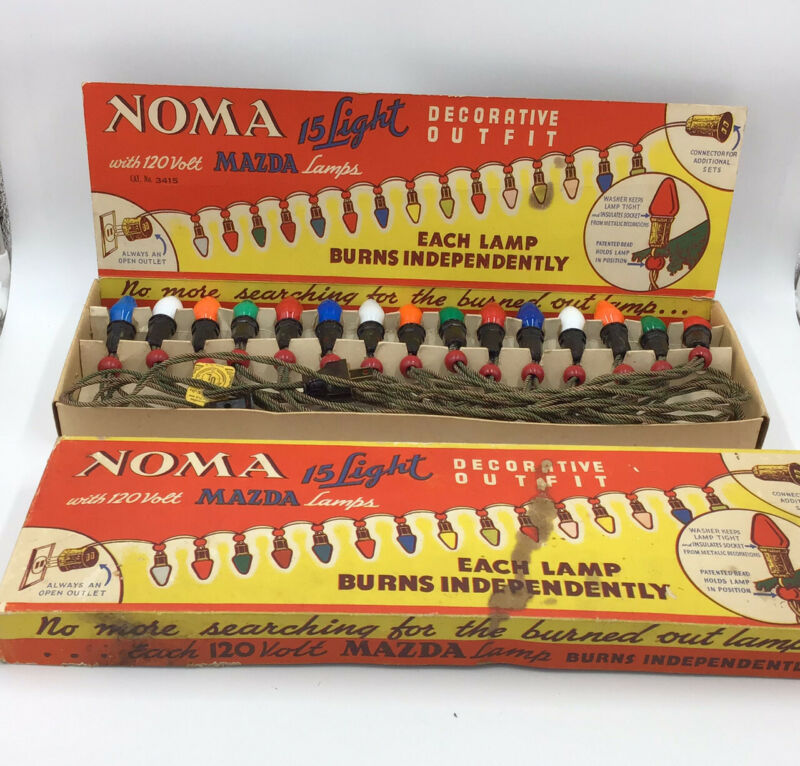 NOMA 15 Light DECORATIVE OUTFIT
with 120 Volt MAZDA Lamps
CAT. No. 3415
CONNECTOR FOR
ADDITIONAL
SETS
WASHER KEEPS
LAMP TIGHT
and INSULATES SOCKET
FROM METALIC DECORATIONS
PATENTED BEAD
HOLDS LAMP
IN POSITION
ALWAYS AN
OPEN OUTLET
EACH LAMP
BURNS INDEPENDENTLY
No more searching for the burned out lamp...
NOMA 15 Light DECORATIVE OUTFIT
with 120 Volt MAZDA Lamps
CONNEC
ADDIT
WASHER KEEPS
LAMP TIGHT
and INSULATES SOCKET
FROM METALIC DECORATIONS
PATENTED BEAD
HOLDS LAMP
IN POSITION
ALWAYS AN
OPEN OUTLET
EACH LAMP
BURNS INDEPENDENTLY
No more searching for the burned out lamp
... Each 120 Volt MAZDA Lamp BURNS INDEPENDENTL